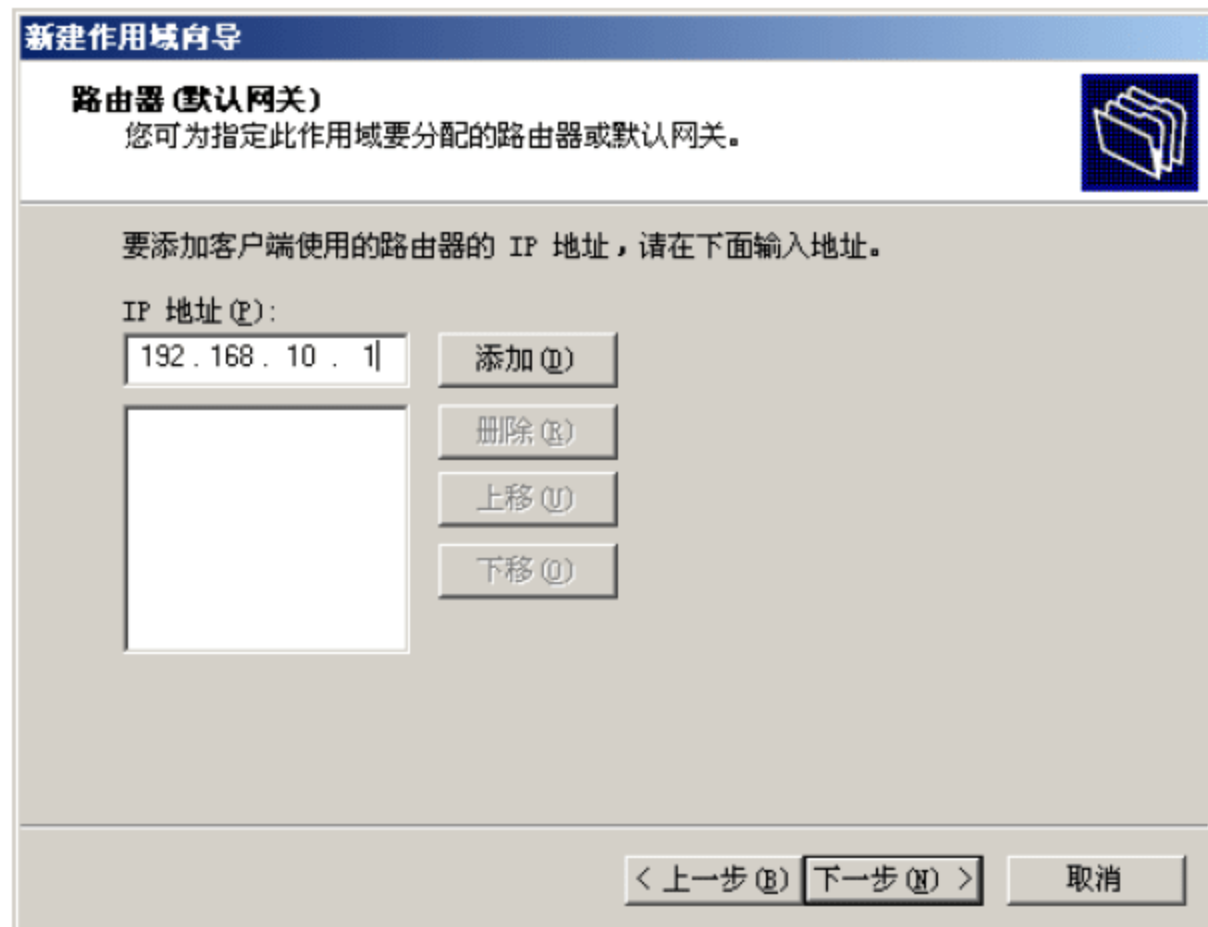 新建作用域向导
路由器(默认网关)
您可为指定此作用域要分配的路由器或默认网关。
要添加客户端使用的路由器的 IP 地址，请在下面输入地址。
IP 地址(P):
192 . 168 . 10 . 1
添加(D)
删除(R)
上移(U)
下移(O)
< 上一步(B)
下一步(N) >
取消